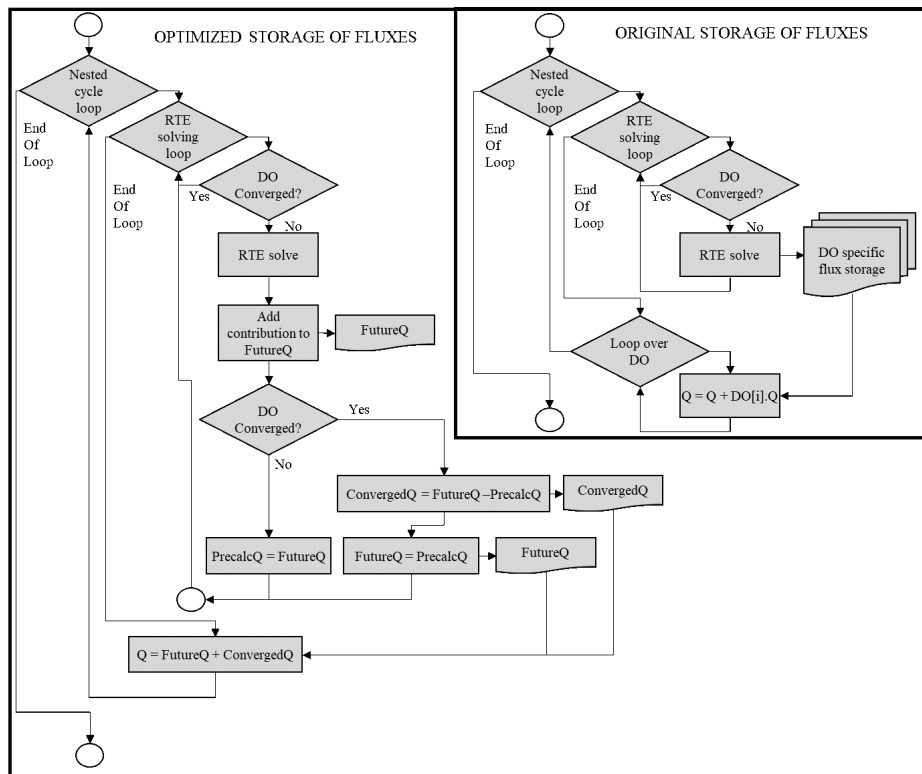 OPTIMIZED STORAGE OF FLUXES
Nested
cycle
loop
End
Of
Loop
RTE
solving
loop
End
Of
Loop
DO
Converged?
Yes
No
RTE solve
Add
contribution to
FutureQ
FutureQ
DO
Converged?
Yes
No
ConvergedQ = FutureQ –PrecalcQ
ConvergedQ
PrecalcQ = FutureQ
FutureQ = PrecalcQ
FutureQ
Q = FutureQ + ConvergedQ
ORIGINAL STORAGE OF FLUXES
Nested
cycle
loop
End
Of
Loop
RTE
solving
loop
DO
Converged?
Yes
No
RTE solve
DO specific
flux storage
Loop over
DO
Q = Q + DO[i].Q